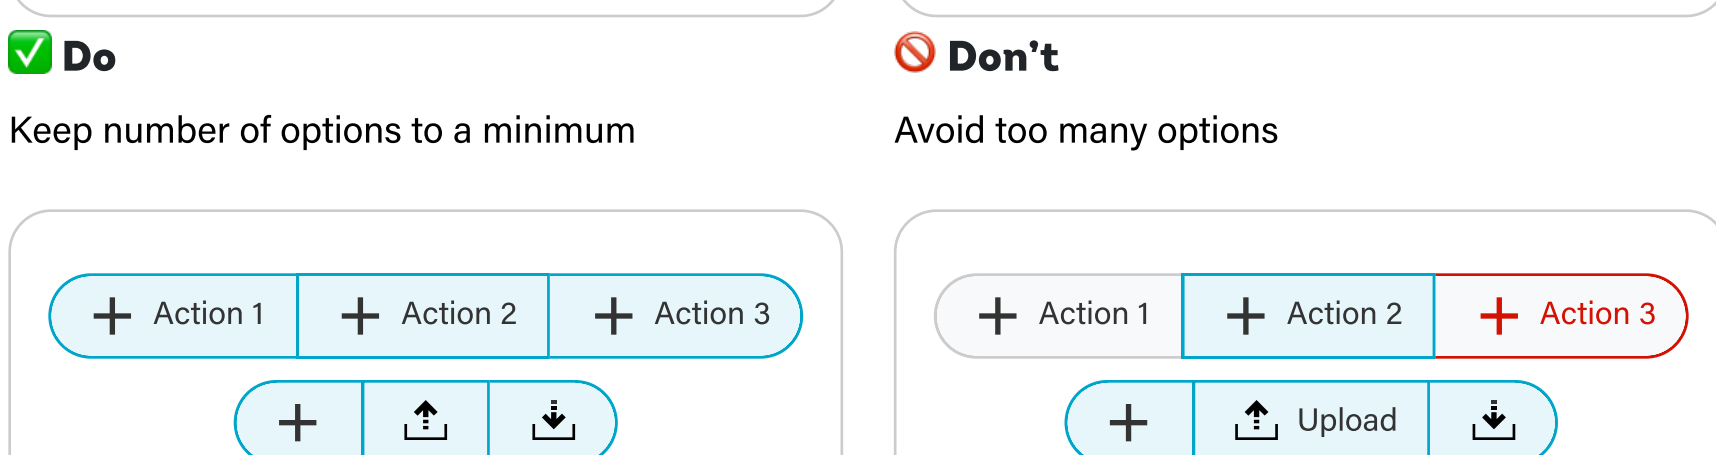 Do
Keep number of options to a minimum
Action 1
Action 2
Action 3
Don't
Avoid too many options
Action 1
Action 2
Action 3
Upload